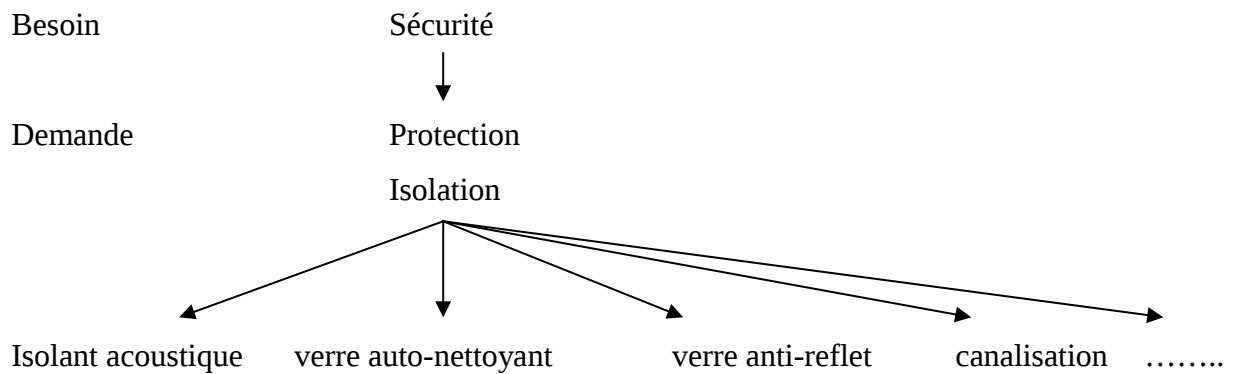 Besoin Sécurité
Demande Protection
Isolation
Isolant acoustique verre auto-nettoyant verre anti-reflet canalisation ……..